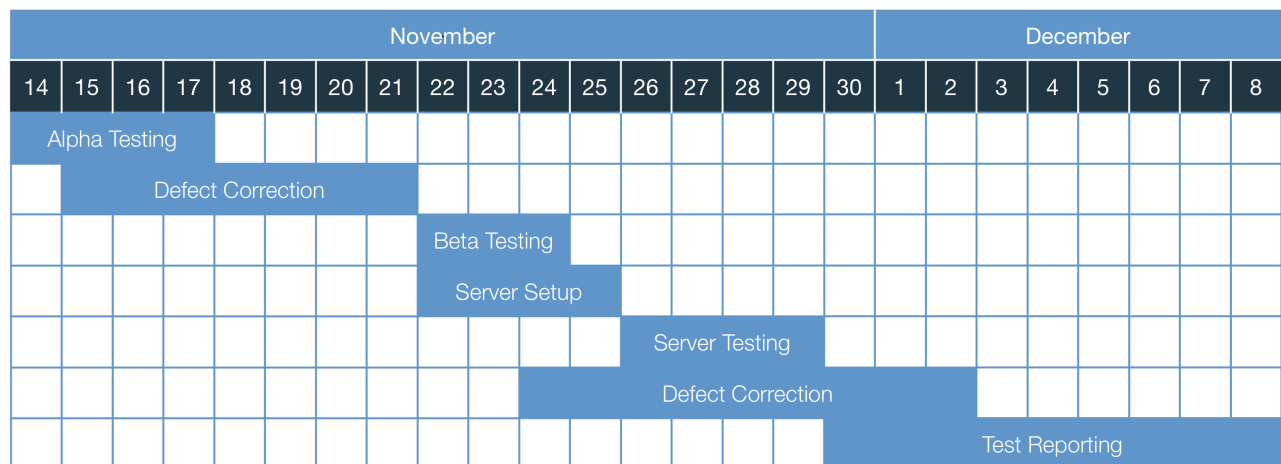 November December
14 15 16 17 18 19 20 21 22 23 24 25 26 27 28 29 30 1 2 3 4 5 6 7 8
Alpha Testing
Defect Correction
Beta Testing
Server Setup
Server Testing
Defect Correction
Test Reporting